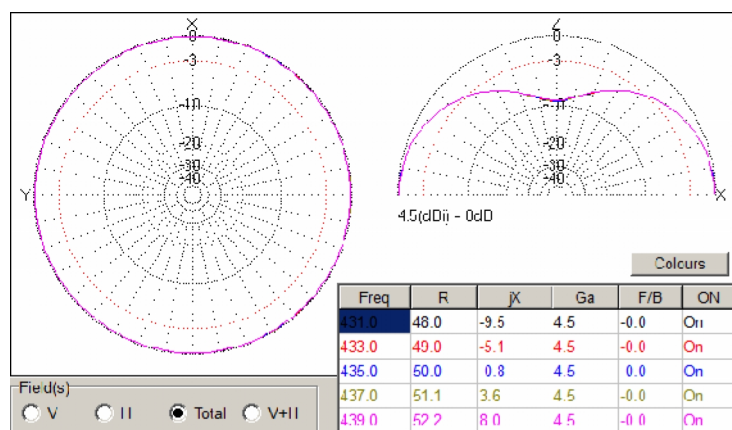 X
0
-3
-10
-20
-30
-40
Y
Z
0
-3
-10
-20
-30
-40
X
4.5(dBi) - 0dB
Colours
Freq R jX Ga F/B ON
431.0 48.0 -9.5 4.5 -0.0 On
433.0 49.0 -5.1 4.5 -0.0 On
435.0 50.0 -0.8 4.5 0.0 On
437.0 51.1 3.6 4.5 -0.0 On
439.0 52.2 8.0 4.5 -0.0 On
Field(s)
V H Total V+H